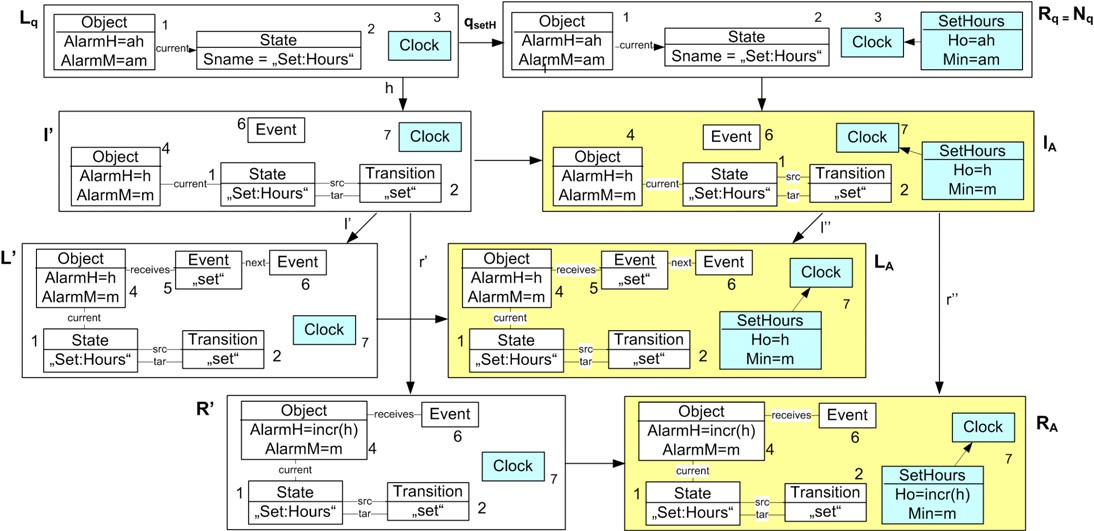 L_q
Object
AlarmH=ah
AlarmM=am
1
current
State
Sname = „Set:Hours“
2
3
Clock
q_setH
Object
AlarmH=ah
AlarmM=am
1
current
State
Sname = „Set:Hours“
2
3
Clock
SetHours
Ho=ah
Min=am
R_q = N_q
h
I’
6
Event
7
Clock
Object
AlarmH=h
AlarmM=m
4
current
1
State
„Set:Hours“
src
tar
Transition
„set“
2
4
Event
6
Clock
7
Object
AlarmH=h
AlarmM=m
current
1
State
„Set:Hours“
src
tar
Transition
„set“
2
SetHours
Ho=h
Min=m
I_A
l’
r’
l’’
r’’
L’
Object
AlarmH=h
AlarmM=m
4
receives
Event
„set“
5
next
Event
6
current
1
State
„Set:Hours“
src
tar
Transition
„set“
2
Clock
7
Object
AlarmH=h
AlarmM=m
4
receives
Event
„set“
5
next
Event
6
current
1
State
„Set:Hours“
src
tar
Transition
„set“
2
Clock
7
SetHours
Ho=h
Min=m
L_A
R’
Object
AlarmH=incr(h)
AlarmM=m
4
receives
Event
6
current
1
State
„Set:Hours“
src
tar
Transition
„set“
2
Clock
7
Object
AlarmH=incr(h)
AlarmM=m
4
receives
Event
6
current
1
State
„Set:Hours“
src
tar
Transition
„set“
2
Clock
7
SetHours
Ho=incr(h)
Min=m
R_A